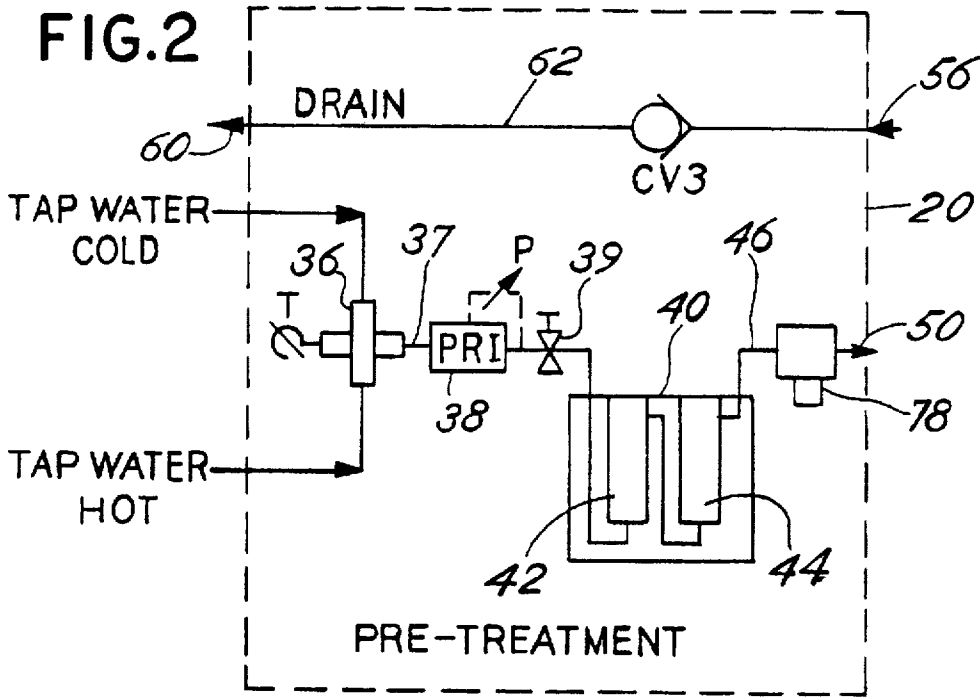 FIG.2
62
56
DRAIN
60
CV3
TAP WATER
COLD
20
36
37
P
39
46
T
40
50
PRI
38
78
TAP WATER
HOT
42
44
PRE-TREATMENT